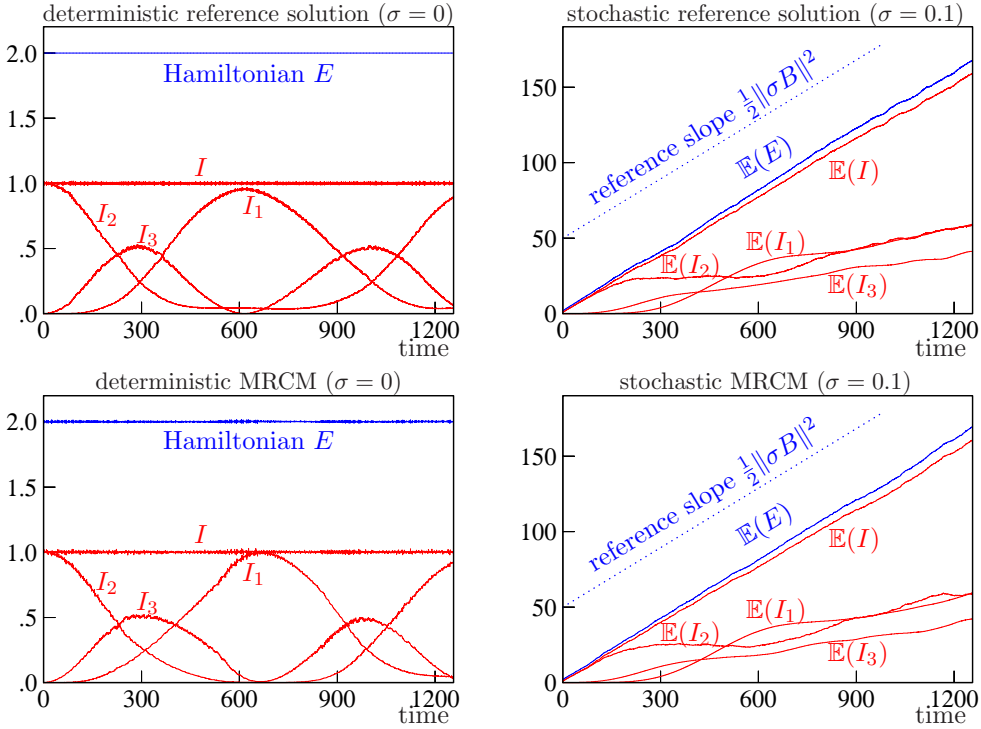 deterministic reference solution (σ = 0)
2.0
1.5
1.0
.5
.0
Hamiltonian E
I
I₂
I₃
I₁
0 300 600 900 1200
time
stochastic reference solution (σ = 0.1)
150
100
50
0
reference slope ½‖σB‖²
𝔼(E)
𝔼(I)
𝔼(I₁)
𝔼(I₂)
𝔼(I₃)
0 300 600 900 1200
time
deterministic MRCM (σ = 0)
2.0
1.5
1.0
.5
.0
Hamiltonian E
I
I₂
I₃
I₁
0 300 600 900 1200
time
stochastic MRCM (σ = 0.1)
150
100
50
0
reference slope ½‖σB‖²
𝔼(E)
𝔼(I)
𝔼(I₁)
𝔼(I₂)
𝔼(I₃)
0 300 600 900 1200
time